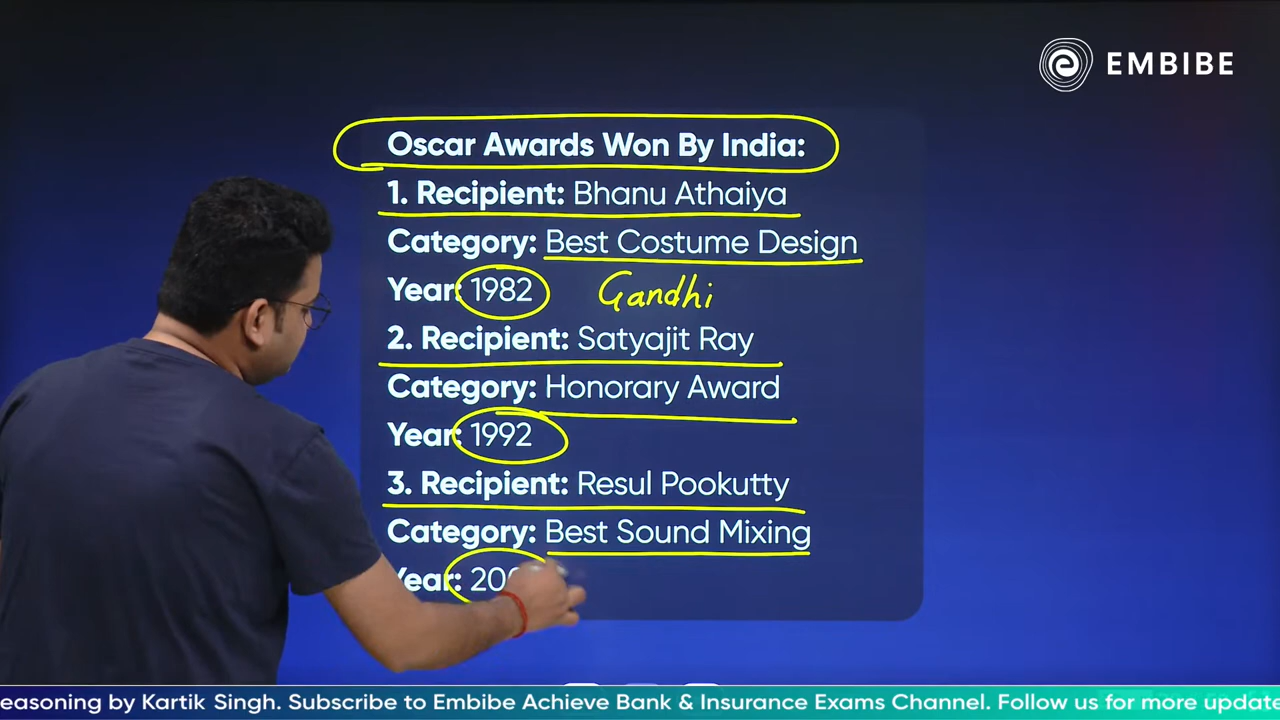 EMBIBE
Oscar Awards Won By India:
1. Recipient: Bhanu Athaiya
Category: Best Costume Design
Year: 1982 Gandhi
2. Recipient: Satyajit Ray
Category: Honorary Award
Year: 1992
3. Recipient: Resul Pookutty
Category: Best Sound Mixing
Year:
easoning by Kartik Singh. Subscribe to Embibe Achieve Bank & Insurance Exams Channel. Follow us for more update